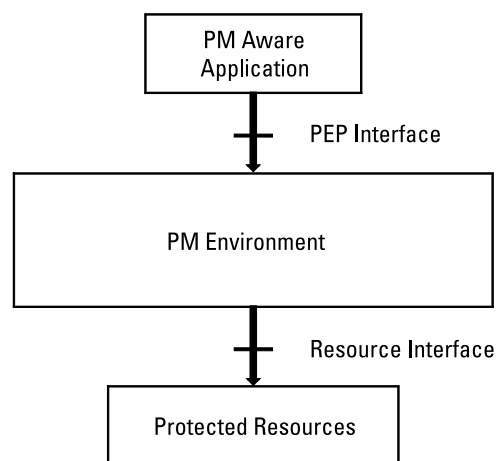 PM Aware
Application
PEP Interface
PM Environment
Resource Interface
Protected Resources